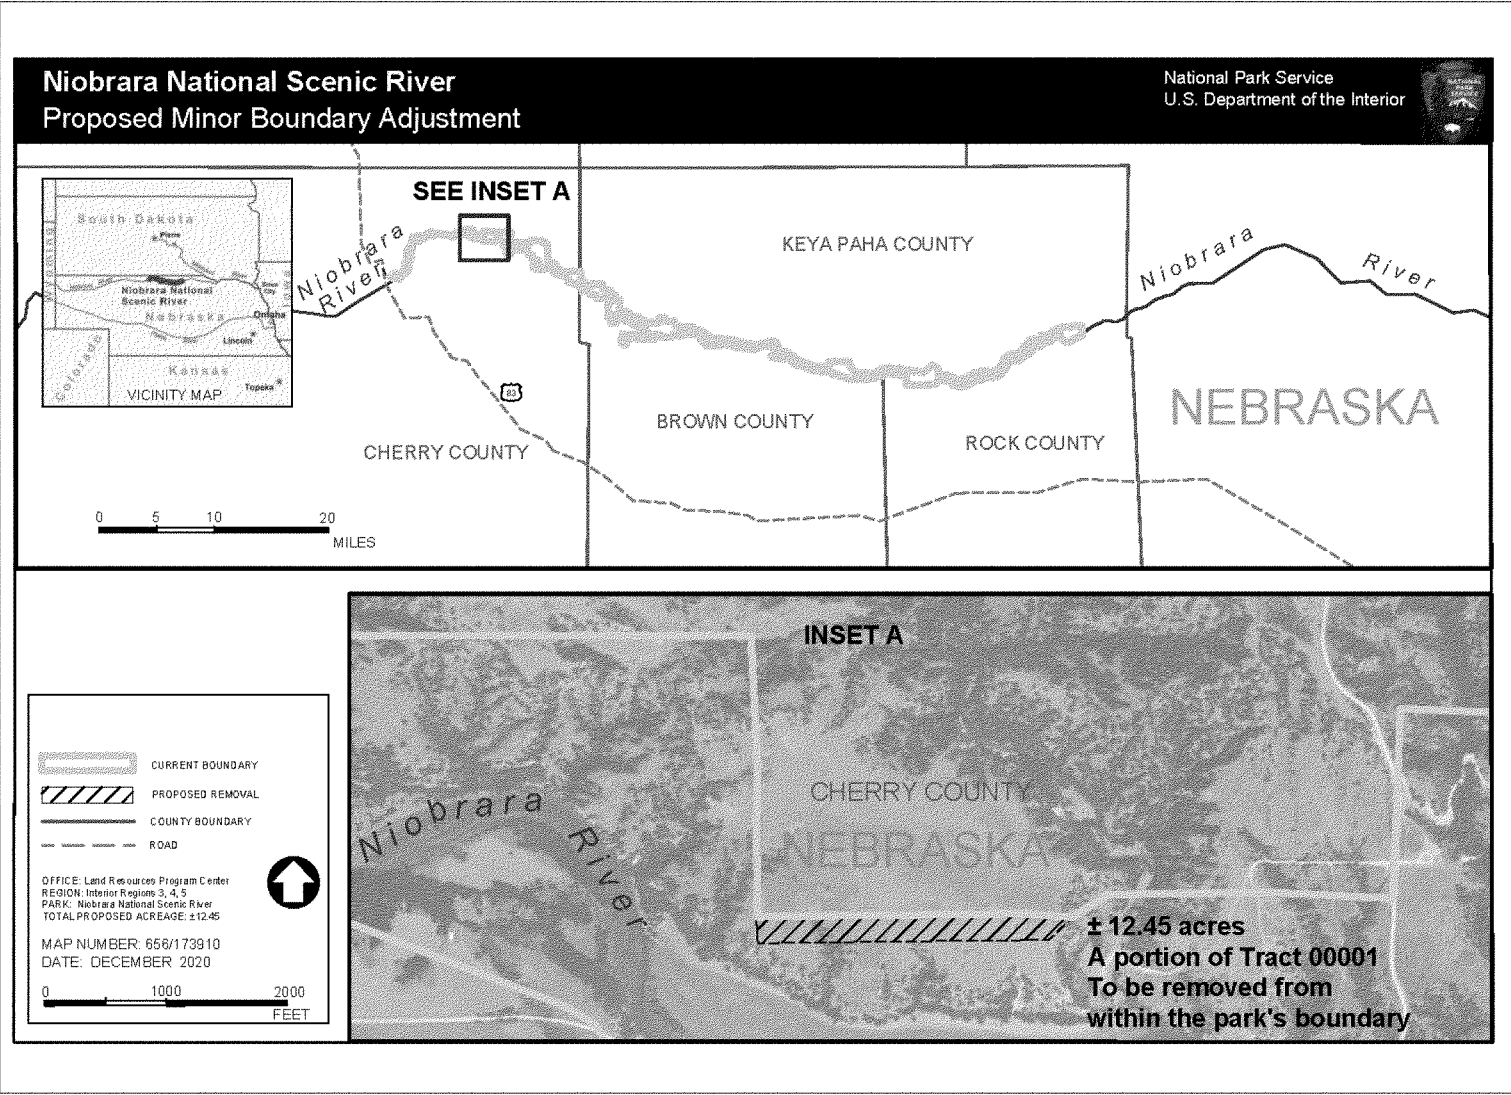 Niobrara National Scenic River
Proposed Minor Boundary Adjustment
National Park Service
U.S. Department of the Interior
NATIONAL
PARK
SERVICE
SEE INSET A
South Dakota
Pierre
Niobrara National
Scenic River
Nebraska
Omaha
Lincoln
Colorado
Kansas
Topeka
VICINITY MAP
Niobrara
River
KEYA PAHA COUNTY
Niobrara
River
83
BROWN COUNTY
CHERRY COUNTY
ROCK COUNTY
NEBRASKA
0 5 10 20
MILES
INSET A
CHERRY COUNTY
NEBRASKA
Niobrara
River
± 12.45 acres
A portion of Tract 00001
To be removed from
within the park's boundary
CURRENT BOUNDARY
PROPOSED REMOVAL
COUNTY BOUNDARY
ROAD
OFFICE: Land Resources Program Center
REGION: Interior Regions 3, 4, 5
PARK: Niobrara National Scenic River
TOTAL PROPOSED ACREAGE: ±12.45
MAP NUMBER: 656/173910
DATE: DECEMBER 2020
0 1000 2000
FEET